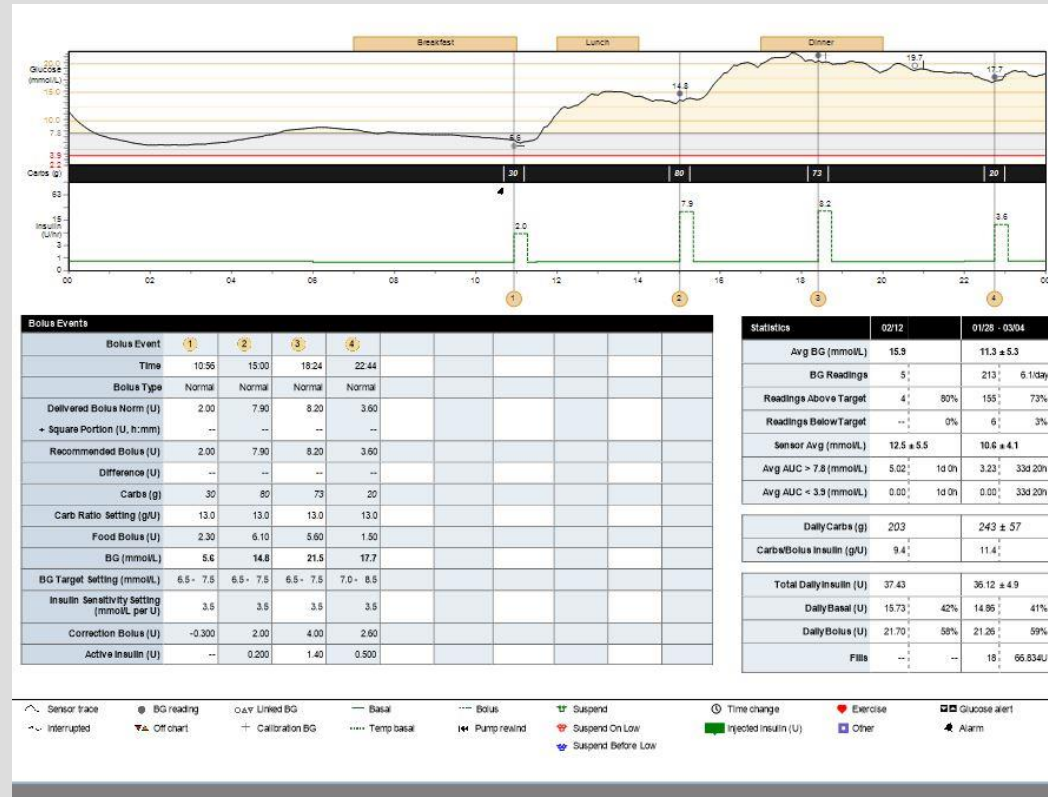 Breakfast Lunch Dinner
Glucose (mmol/L)
20.0
15.0
10.0
7.8
3.9
2.2
5.6 14.8 19.7 17.7
Carbs (g) 30 80 73 20
63
15
Insulin (U/hr)
3
1
0
2.0 7.9 8.2 3.6
00 02 04 06 08 10 12 14 16 18 20 22 00
1 2 3 4
Bolus Events
Bolus Event 1 2 3 4
Time 10:56 15:00 18:24 22:44
Bolus Type Normal Normal Normal Normal
Delivered Bolus Norm (U) 2.00 7.90 8.20 3.60
+ Square Portion (U, h:mm) -- -- -- --
Recommended Bolus (U) 2.00 7.90 8.20 3.60
Difference (U) -- -- -- --
Carbs (g) 30 80 73 20
Carb Ratio Setting (g/U) 13.0 13.0 13.0 13.0
Food Bolus (U) 2.30 6.10 5.60 1.50
BG (mmol/L) 5.6 14.8 21.5 17.7
BG Target Setting (mmol/L) 6.5 - 7.5 6.5 - 7.5 6.5 - 7.5 7.0 - 8.5
Insulin Sensitivity Setting (mmol/L per U) 3.5 3.5 3.5 3.5
Correction Bolus (U) -0.300 2.00 4.00 2.60
Active Insulin (U) -- 0.200 1.40 0.500
Statistics 02/12 01/28 - 03/04
Avg BG (mmol/L) 15.9 11.3 ± 5.3
BG Readings 5 213 6.1/day
Readings Above Target 4 80% 155 73%
Readings Below Target -- 0% 6 3%
Sensor Avg (mmol/L) 12.5 ± 5.5 10.6 ± 4.1
Avg AUC > 7.8 (mmol/L) 5.02 1d 0h 3.23 33d 20h
Avg AUC < 3.9 (mmol/L) 0.00 1d 0h 0.00 33d 20h
Daily Carbs (g) 203 243 ± 57
Carbs/Bolus Insulin (g/U) 9.4 11.4
Total Daily Insulin (U) 37.43 36.12 ± 4.9
Daily Basal (U) 15.73 42% 14.86 41%
Daily Bolus (U) 21.70 58% 21.26 59%
Fills -- -- 18 66.834U
Sensor trace BG reading Linked BG Basal Bolus Suspend Time change Exercise Glucose alert
Interrupted Off chart Calibration BG Temp basal Pump rewind Suspend On Low Injected insulin (U) Other Alarm
Suspend Before Low